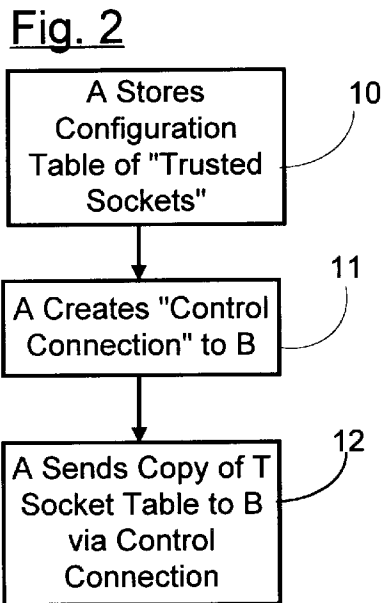 Fig. 2
A Stores
Configuration
Table of "Trusted
Sockets"
10
A Creates "Control
Connection" to B
11
A Sends Copy of T
Socket Table to B
via Control
Connection
12